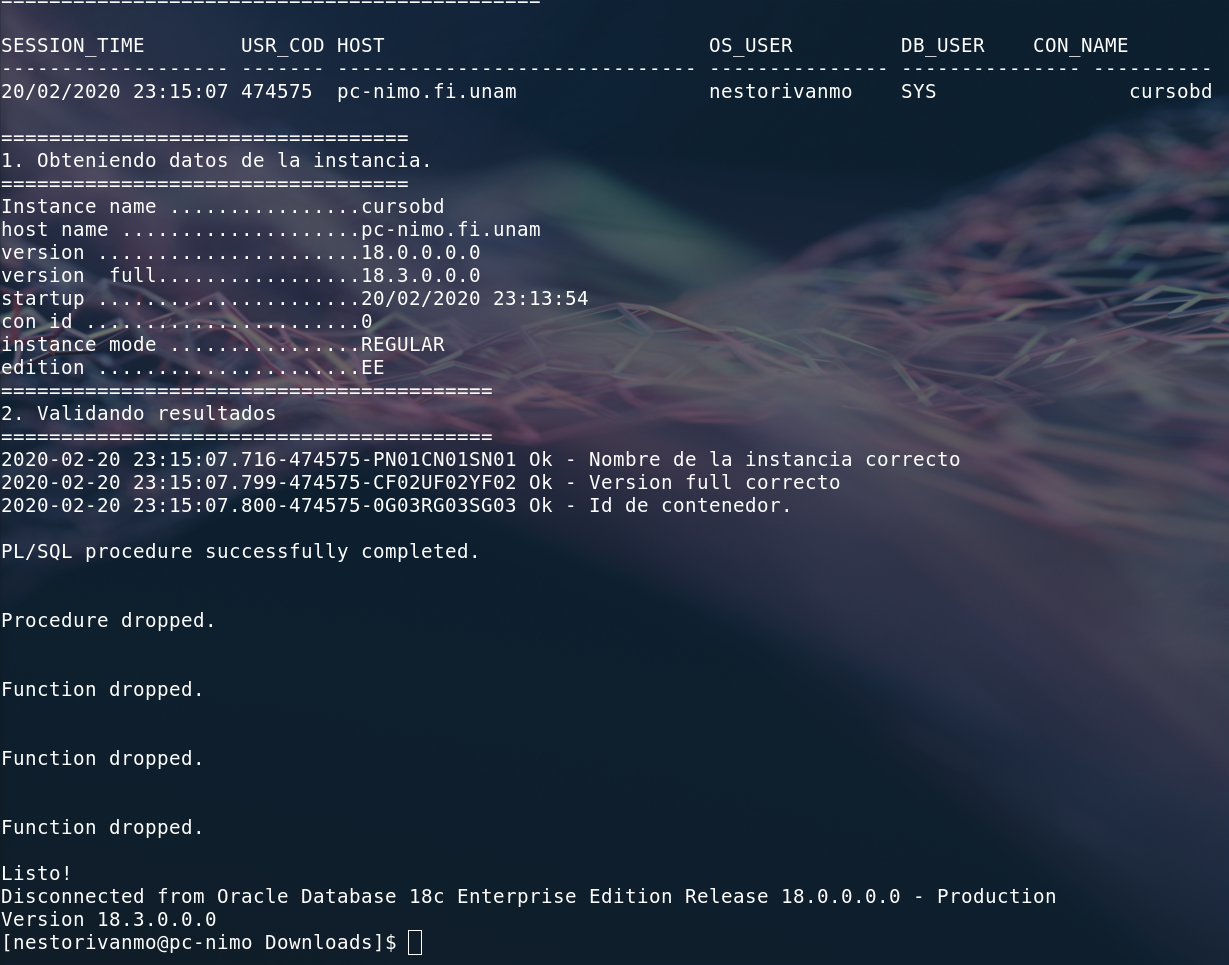 =============================================
SESSION_TIME        USR_COD HOST                           OS_USER         DB_USER    CON_NAME
------------------- ------- ------------------------------ --------------- --------------- ----------
20/02/2020 23:15:07 474575  pc-nimo.fi.unam                nestorivanmo    SYS                cursobd
==================================
1. Obteniendo datos de la instancia.
==================================
Instance name ................cursobd
host name ....................pc-nimo.fi.unam
version ......................18.0.0.0.0
version  full.................18.3.0.0.0
startup ......................20/02/2020 23:13:54
con id .......................0
instance mode ................REGULAR
edition ......................EE
=========================================
2. Validando resultados
=========================================
2020-02-20 23:15:07.716-474575-PN01CN01SN01 Ok - Nombre de la instancia correcto
2020-02-20 23:15:07.799-474575-CF02UF02YF02 Ok - Version full correcto
2020-02-20 23:15:07.800-474575-0G03RG03SG03 Ok - Id de contenedor.
PL/SQL procedure successfully completed.
Procedure dropped.
Function dropped.
Function dropped.
Function dropped.
Listo!
Disconnected from Oracle Database 18c Enterprise Edition Release 18.0.0.0.0 - Production
Version 18.3.0.0.0
[nestorivanmo@pc-nimo Downloads]$